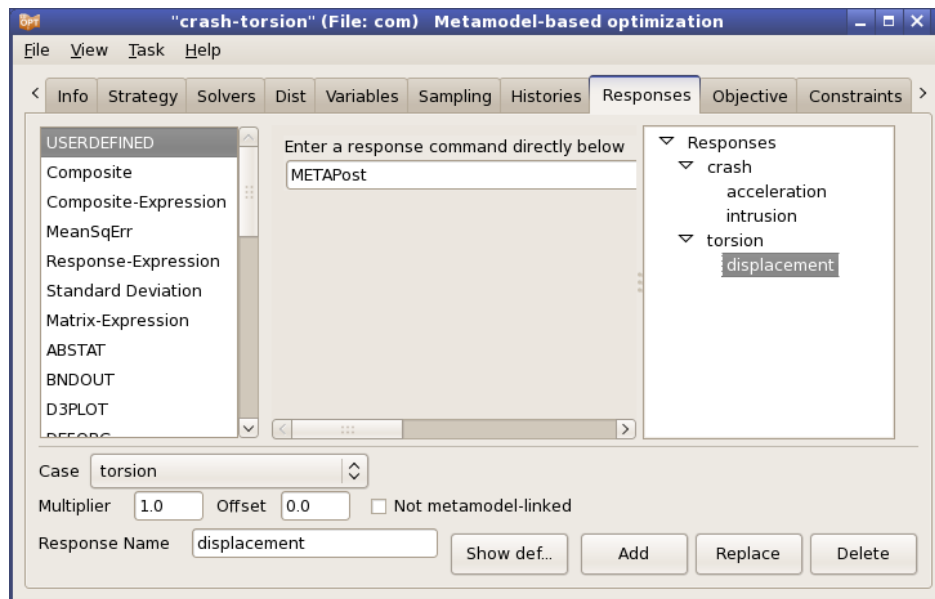 OPT "crash-torsion" (File: com) Metamodel-based optimization
File View Task Help
Info Strategy Solvers Dist Variables Sampling Histories Responses Objective Constraints
USERDEFINED
Composite
Composite-Expression
MeanSqErr
Response-Expression
Standard Deviation
Matrix-Expression
ABSTAT
BNDOUT
D3PLOT
Enter a response command directly below
METAPost
Responses
crash
acceleration
intrusion
torsion
displacement
Case torsion
Multiplier 1.0 Offset 0.0 Not metamodel-linked
Response Name displacement
Show def... Add Replace Delete